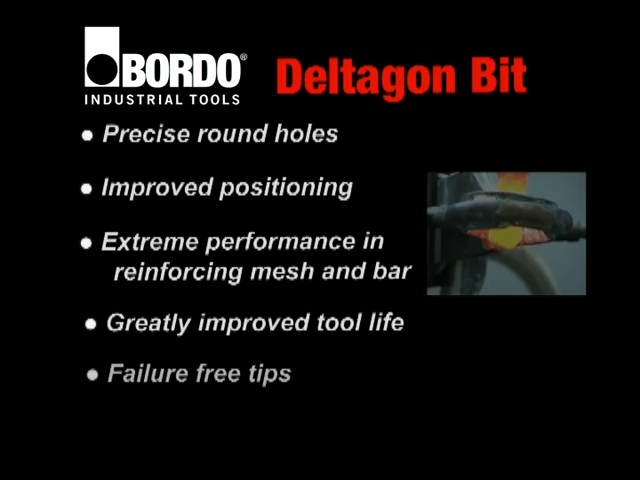 BORDO®
INDUSTRIAL TOOLS
Deltagon Bit
• Precise round holes
• Improved positioning
• Extreme performance in
reinforcing mesh and bar
• Greatly improved tool life
• Failure free tips